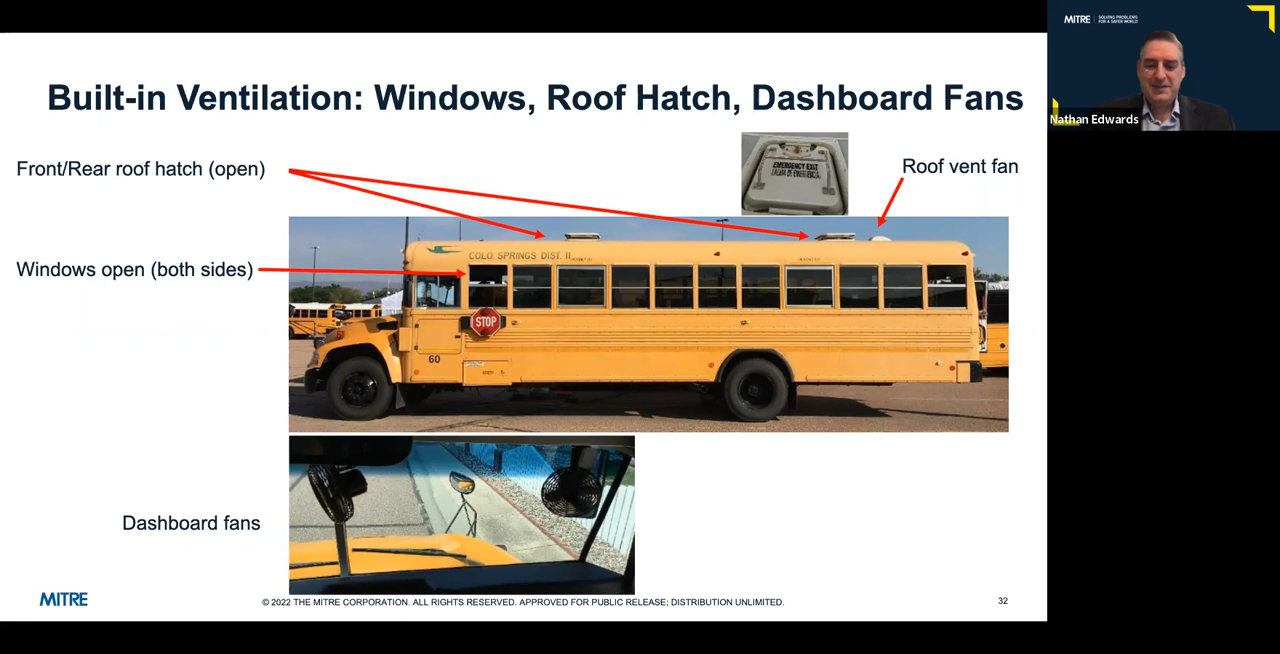 MITRE
SOLVING PROBLEMS
FOR A SAFER WORLD
Nathan Edwards
Built-in Ventilation: Windows, Roof Hatch, Dashboard Fans
Front/Rear roof hatch (open)
EMERGENCY EXIT
Roof vent fan
Windows open (both sides)
COLO. SPRINGS DIST. 11
STOP
60
Dashboard fans
MITRE
© 2022 THE MITRE CORPORATION. ALL RIGHTS RESERVED. APPROVED FOR PUBLIC RELEASE; DISTRIBUTION UNLIMITED.
32